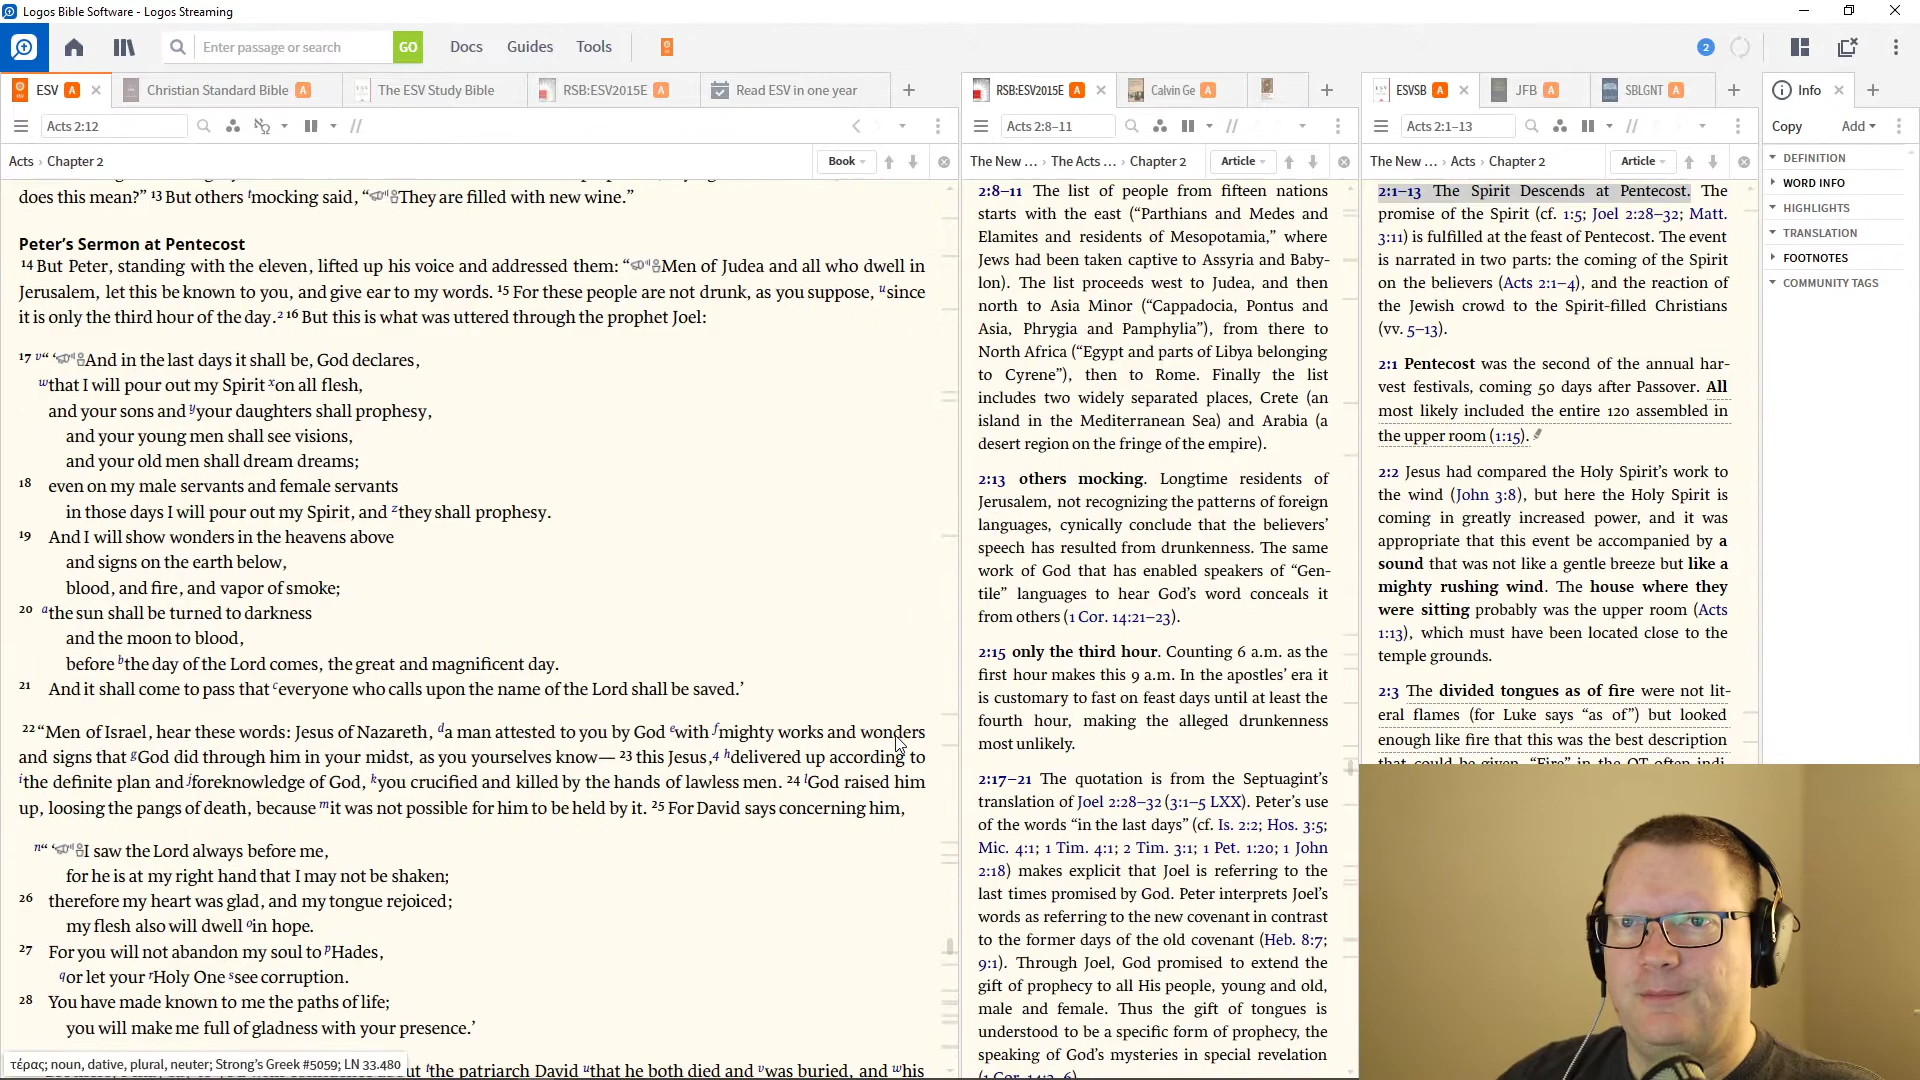 Logos Bible Software - Logos Streaming
Enter passage or search
GO
Docs
Guides
Tools
2
ESV A
Christian Standard Bible A
The ESV Study Bible
RSB:ESV2015E A
Read ESV in one year
Acts 2:12
Acts › Chapter 2
Book
does this mean?” 13 But others t mocking said, “They are filled with new wine.”
Peter’s Sermon at Pentecost
14 But Peter, standing with the eleven, lifted up his voice and addressed them: “Men of Judea and all who dwell in
Jerusalem, let this be known to you, and give ear to my words. 15 For these people are not drunk, as you suppose, u since
it is only the third hour of the day.2 16 But this is what was uttered through the prophet Joel:
17 v “ ‘And in the last days it shall be, God declares,
w that I will pour out my Spirit x on all flesh,
and your sons and y your daughters shall prophesy,
and your young men shall see visions,
and your old men shall dream dreams;
18 even on my male servants and female servants
in those days I will pour out my Spirit, and z they shall prophesy.
19 And I will show wonders in the heavens above
and signs on the earth below,
blood, and fire, and vapor of smoke;
20 a the sun shall be turned to darkness
and the moon to blood,
before b the day of the Lord comes, the great and magnificent day.
21 And it shall come to pass that c everyone who calls upon the name of the Lord shall be saved.’
22 “Men of Israel, hear these words: Jesus of Nazareth, d a man attested to you by God e with f mighty works and wonders
and signs that g God did through him in your midst, as you yourselves know— 23 this Jesus,4 h delivered up according to
i the definite plan and j foreknowledge of God, k you crucified and killed by the hands of lawless men. 24 l God raised him
up, loosing the pangs of death, because m it was not possible for him to be held by it. 25 For David says concerning him,
n “ ‘I saw the Lord always before me,
for he is at my right hand that I may not be shaken;
26 therefore my heart was glad, and my tongue rejoiced;
my flesh also will dwell o in hope.
27 For you will not abandon my soul to p Hades,
q or let your r Holy One s see corruption.
28 You have made known to me the paths of life;
you will make me full of gladness with your presence.’
τέρας; noun, dative, plural, neuter; Strong’s Greek #5059; LN 33.480
t the patriarch David u that he both died and v was buried, and w his
RSB:ESV2015E A
Calvin Ge A
Acts 2:8–11
The New ... › The Acts ... › Chapter 2
Article
2:8–11 The list of people from fifteen nations
starts with the east (“Parthians and Medes and
Elamites and residents of Mesopotamia,” where
Jews had been taken captive to Assyria and Baby-
lon). The list proceeds west to Judea, and then
north to Asia Minor (“Cappadocia, Pontus and
Asia, Phrygia and Pamphylia”), from there to
North Africa (“Egypt and parts of Libya belonging
to Cyrene”), then to Rome. Finally the list
includes two widely separated places, Crete (an
island in the Mediterranean Sea) and Arabia (a
desert region on the fringe of the empire).
2:13 others mocking. Longtime residents of
Jerusalem, not recognizing the patterns of foreign
languages, cynically conclude that the believers’
speech has resulted from drunkenness. The same
work of God that has enabled speakers of “Gen-
tile” languages to hear God’s word conceals it
from others (1 Cor. 14:21–23).
2:15 only the third hour. Counting 6 a.m. as the
first hour makes this 9 a.m. In the apostles’ era it
is customary to fast on feast days until at least the
fourth hour, making the alleged drunkenness
most unlikely.
2:17–21 The quotation is from the Septuagint’s
translation of Joel 2:28–32 (3:1–5 LXX). Peter’s use
of the words “in the last days” (cf. Is. 2:2; Hos. 3:5;
Mic. 4:1; 1 Tim. 4:1; 2 Tim. 3:1; 1 Pet. 1:20; 1 John
2:18) makes explicit that Joel is referring to the
last times promised by God. Peter interprets Joel’s
words as referring to the new covenant in contrast
to the former days of the old covenant (Heb. 8:7;
9:1). Through Joel, God promised to extend the
gift of prophecy to all His people, young and old,
male and female. Thus the gift of tongues is
understood to be a specific form of prophecy, the
speaking of God’s mysteries in special revelation
(1 Cor. 14:2–6)
ESVSB A
JFB A
SBLGNT A
Acts 2:1–13
The New ... › Acts › Chapter 2
Article
2:1–13 The Spirit Descends at Pentecost. The
promise of the Spirit (cf. 1:5; Joel 2:28–32; Matt.
3:11) is fulfilled at the feast of Pentecost. The event
is narrated in two parts: the coming of the Spirit
on the believers (Acts 2:1–4), and the reaction of
the Jewish crowd to the Spirit-filled Christians
(vv. 5–13).
2:1 Pentecost was the second of the annual har-
vest festivals, coming 50 days after Passover. All
most likely included the entire 120 assembled in
the upper room (1:15).
2:2 Jesus had compared the Holy Spirit’s work to
the wind (John 3:8), but here the Holy Spirit is
coming in greatly increased power, and it was
appropriate that this event be accompanied by a
sound that was not like a gentle breeze but like a
mighty rushing wind. The house where they
were sitting probably was the upper room (Acts
1:13), which must have been located close to the
temple grounds.
2:3 The divided tongues as of fire were not lit-
eral flames (for Luke says “as of”) but looked
enough like fire that this was the best description
that could be given. “Fire” in the OT often indi-
Info
Copy
Add
DEFINITION
WORD INFO
HIGHLIGHTS
TRANSLATION
FOOTNOTES
COMMUNITY TAGS